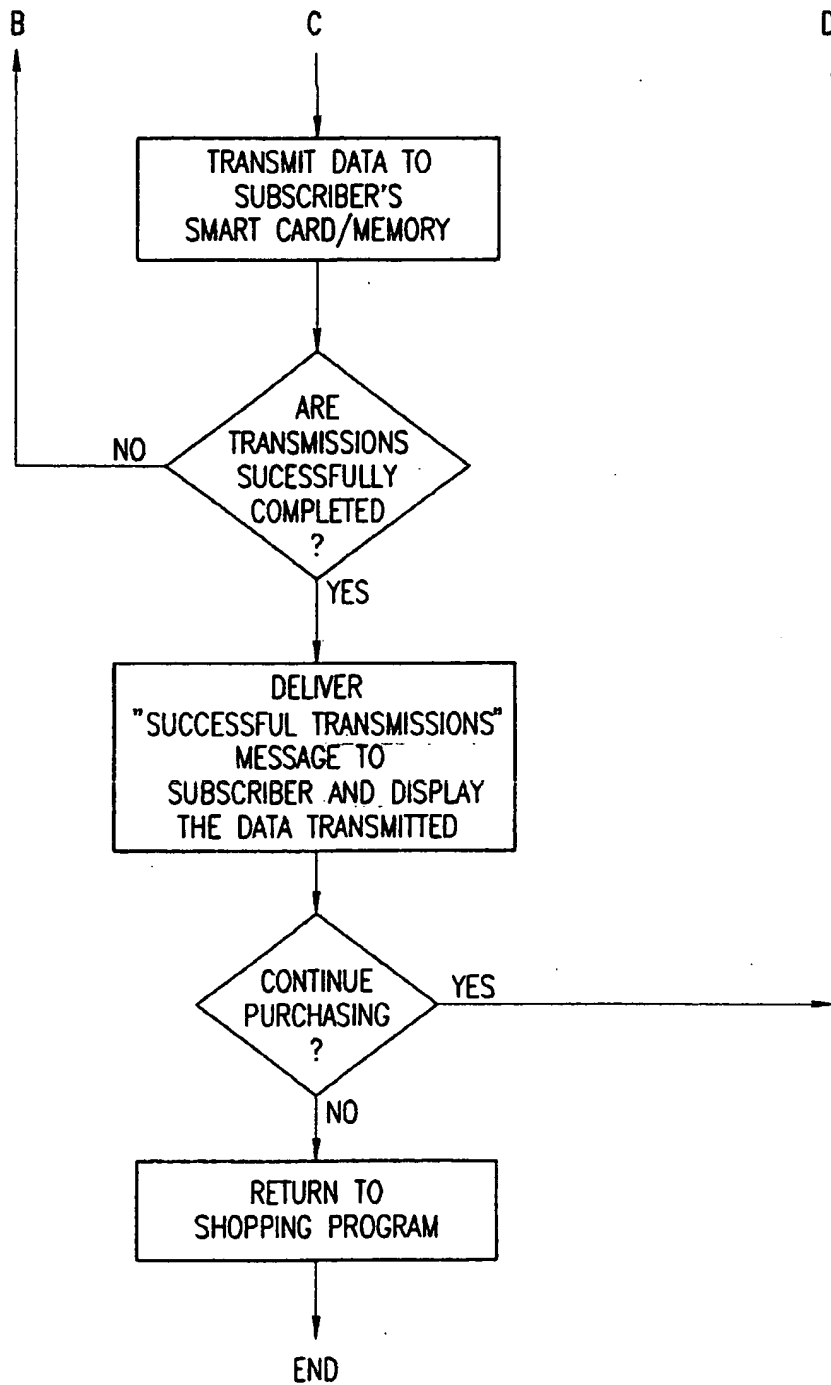 B C D
TRANSMIT DATA TO
SUBSCRIBER'S
SMART CARD/MEMORY
ARE
TRANSMISSIONS
SUCESSFULLY
COMPLETED
?
NO
YES
DELIVER
"SUCCESSFUL TRANSMISSIONS"
MESSAGE TO
SUBSCRIBER AND DISPLAY
THE DATA TRANSMITTED
CONTINUE
PURCHASING
?
YES
NO
RETURN TO
SHOPPING PROGRAM
END